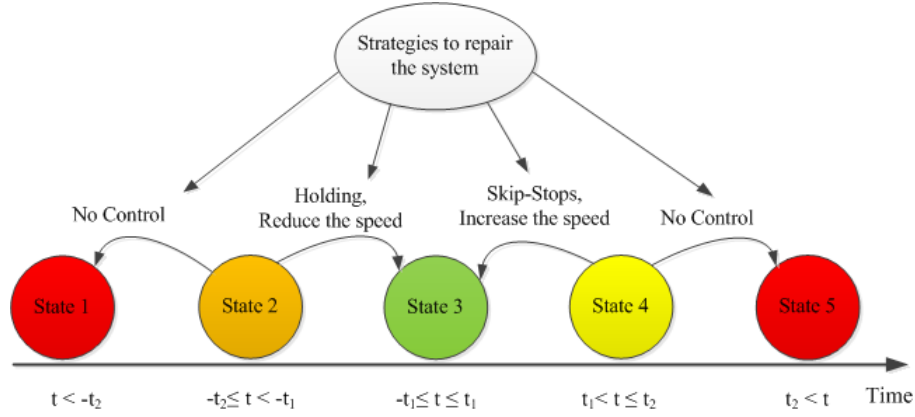 Strategies to repair
the system
No Control
Holding,
Reduce the speed
Skip-Stops,
Increase the speed
No Control
State 1
State 2
State 3
State 4
State 5
t < -t₂
-t₂≤ t < -t₁
-t₁≤ t ≤ t₁
t₁< t ≤ t₂
t₂ < t
Time